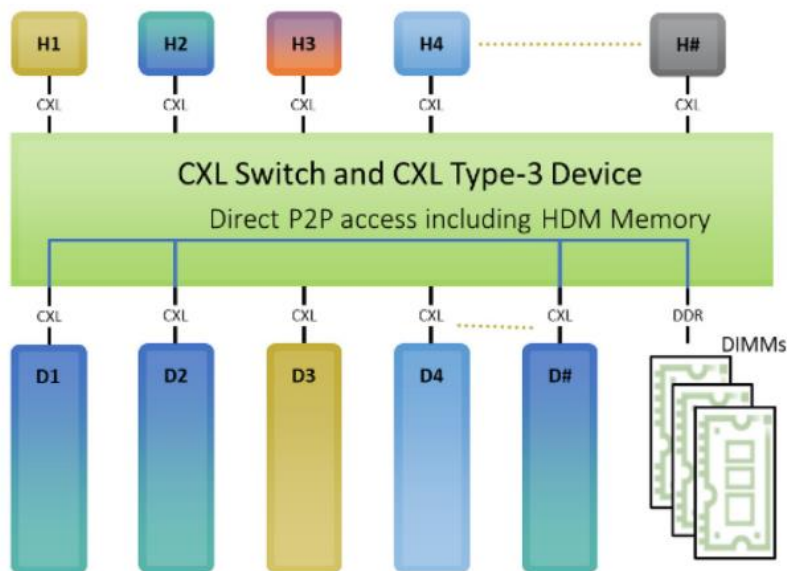 H1 H2 H3 H4 H#
CXL CXL CXL CXL CXL
CXL Switch and CXL Type-3 Device
Direct P2P access including HDM Memory
CXL CXL CXL CXL CXL DDR
DIMMs
D1 D2 D3 D4 D#